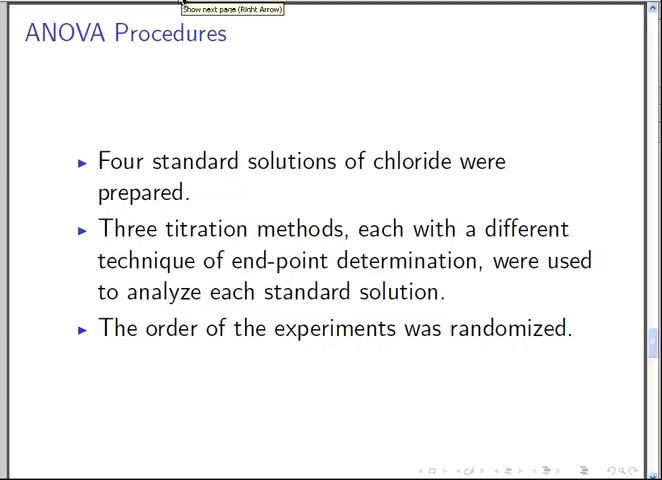 Show next page (Right Arrow)
ANOVA Procedures
Four standard solutions of chloride were
prepared.
Three titration methods, each with a different
technique of end-point determination, were used
to analyze each standard solution.
The order of the experiments was randomized.